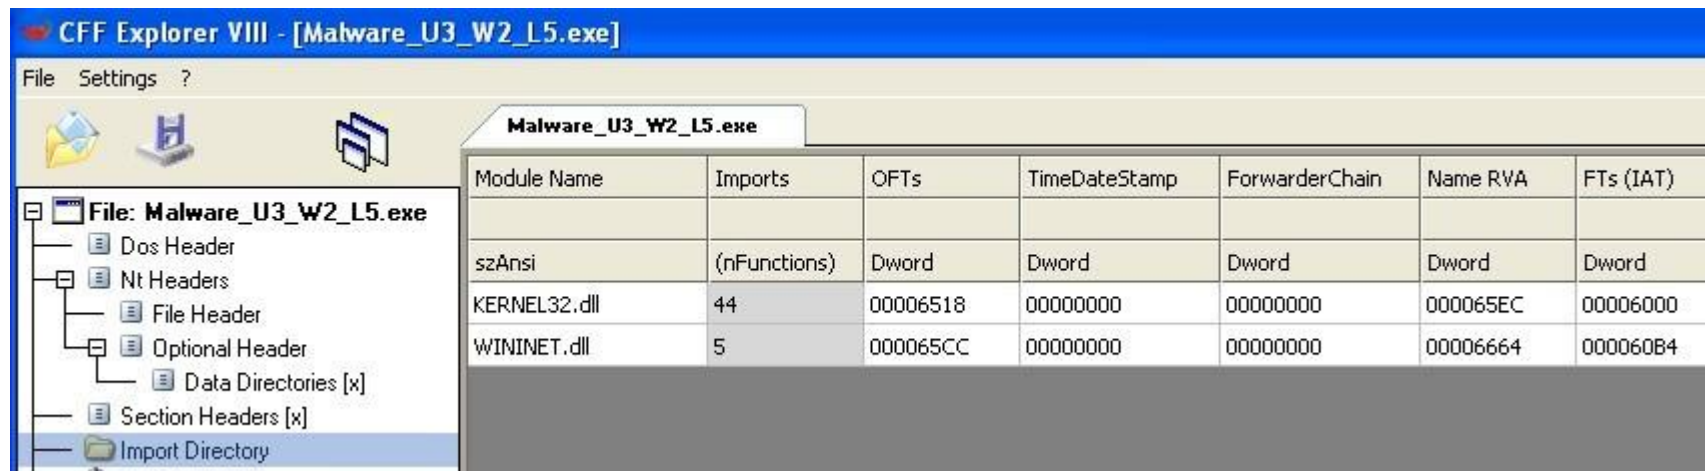 CFF Explorer VIII - [Malware_U3_W2_L5.exe]
File Settings ?
Malware_U3_W2_L5.exe
File: Malware_U3_W2_L5.exe
Dos Header
Nt Headers
File Header
Optional Header
Data Directories [x]
Section Headers [x]
Import Directory
Module Name Imports OFTs TimeDateStamp ForwarderChain Name RVA FTs (IAT)
szAnsi (nFunctions) Dword Dword Dword Dword Dword
KERNEL32.dll 44 00006518 00000000 00000000 000065EC 00006000
WININET.dll 5 000065CC 00000000 00000000 00006664 000060B4